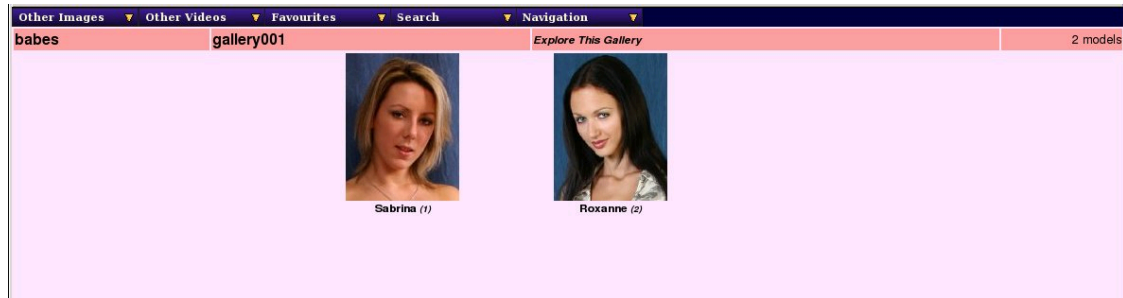 Other Images Other Videos Favourites Search Navigation
babes gallery001 Explore This Gallery 2 models
Sabrina (1) Roxanne (2)